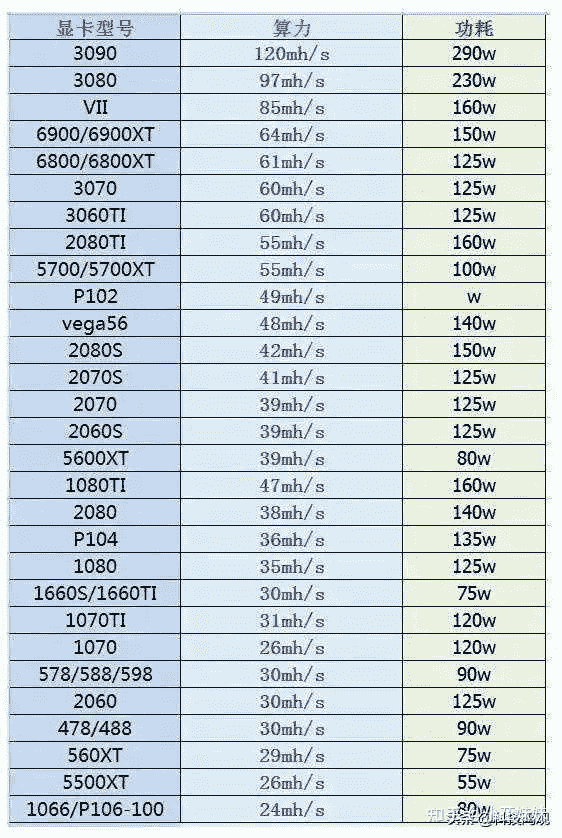 显卡型号 算力 功耗
3090 120mh/s 290w
3080 97mh/s 230w
VII 85mh/s 160w
6900/6900XT 64mh/s 150w
6800/6800XT 61mh/s 125w
3070 60mh/s 125w
3060TI 60mh/s 125w
2080TI 55mh/s 160w
5700/5700XT 55mh/s 100w
P102 49mh/s w
vega56 48mh/s 140w
2080S 42mh/s 150w
2070S 41mh/s 125w
2070 39mh/s 125w
2060S 39mh/s 125w
5600XT 39mh/s 80w
1080TI 47mh/s 160w
2080 38mh/s 140w
P104 36mh/s 135w
1080 35mh/s 125w
1660S/1660TI 30mh/s 75w
1070TI 31mh/s 120w
1070 26mh/s 120w
578/588/598 30mh/s 90w
2060 30mh/s 125w
478/488 30mh/s 90w
560XT 29mh/s 75w
5500XT 26mh/s 55w
1066/P106-100 24mh/s 80w